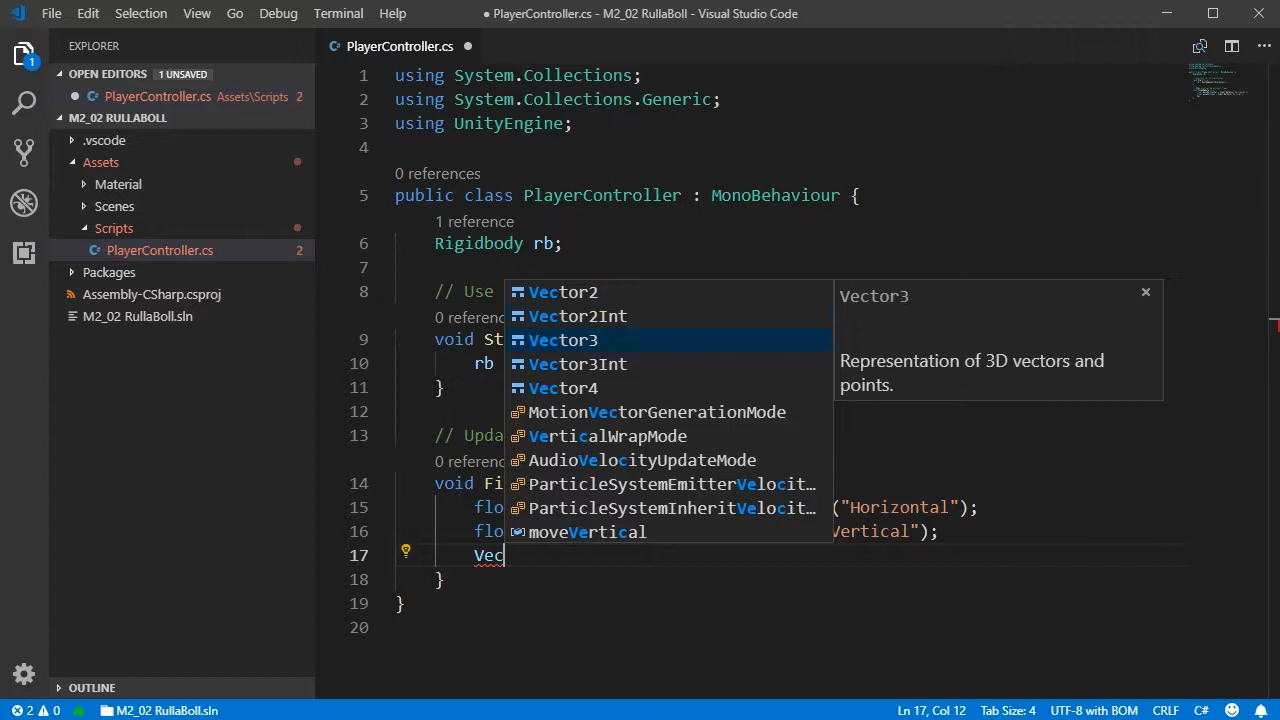 File Edit Selection View Go Debug Terminal Help ● PlayerController.cs - M2_02 RullaBoll - Visual Studio Code
EXPLORER
OPEN EDITORS 1 UNSAVED
PlayerController.cs Assets\Scripts 2
M2_02 RULLABOLL
.vscode
Assets
Material
Scenes
Scripts
PlayerController.cs 2
Packages
Assembly-CSharp.csproj
M2_02 RullaBoll.sln
OUTLINE
1
PlayerController.cs
1 using System.Collections;
2 using System.Collections.Generic;
3 using UnityEngine;
4
0 references
5 public class PlayerController : MonoBehaviour {
1 reference
6 Rigidbody rb;
7
8 // Use
0 referenc
9 void St
10 rb
11 }
12
13 // Upda
0 referenc
14 void Fi
15 flo ("Horizontal");
16 flo Vertical");
17 Vec
18 }
19 }
20
Vector2
Vector2Int
Vector3
Vector3Int
Vector4
MotionVectorGenerationMode
VerticalWrapMode
AudioVelocityUpdateMode
ParticleSystemEmitterVelocit…
ParticleSystemInheritVelocit…
moveVertical
Vector3
Representation of 3D vectors and
points.
2 0 M2_02 RullaBoll.sln Ln 17, Col 12 Tab Size: 4 UTF-8 with BOM CRLF C#